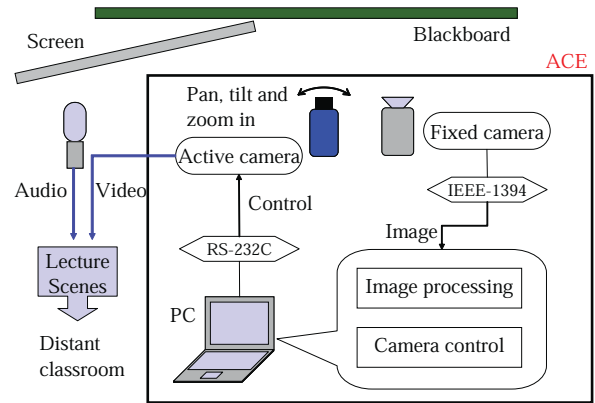 Screen
Blackboard
ACE
Pan, tilt and
zoom in
Fixed camera
Active camera
Audio
Video
IEEE-1394
Control
Image
RS-232C
Lecture
Scenes
Image processing
PC
Camera control
Distant
classroom